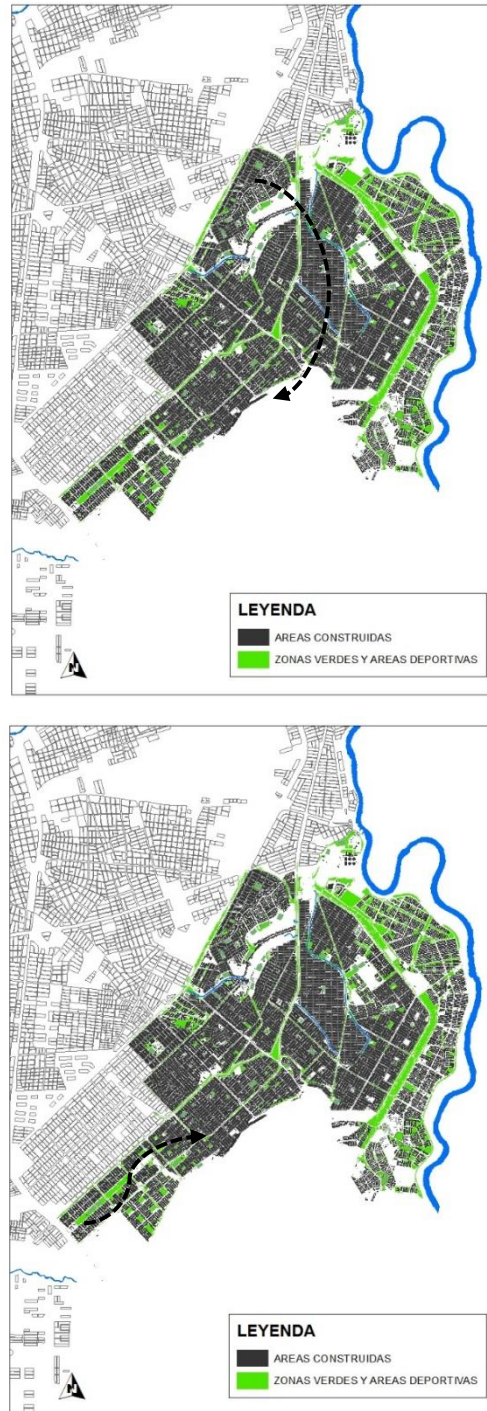 LEYENDA
AREAS CONSTRUIDAS
ZONAS VERDES Y AREAS DEPORTIVAS
N
LEYENDA
AREAS CONSTRUIDAS
ZONAS VERDES Y AREAS DEPORTIVAS
N